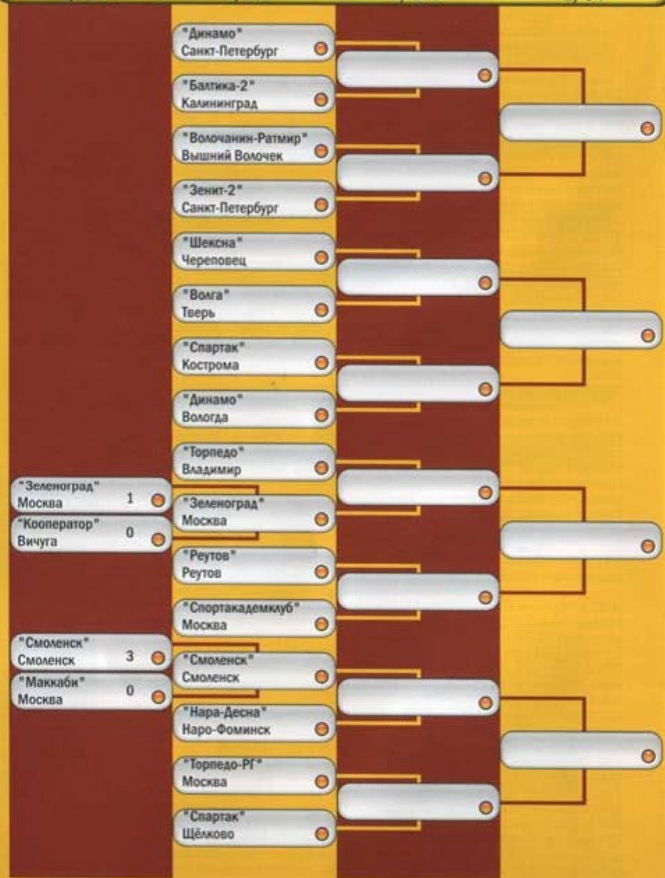 "Динамо"
Санкт-Петербург
"Балтика-2"
Калининград
"Волочанин-Ратмир"
Вышний Волочек
"Зенит-2"
Санкт-Петербург
"Шексна"
Череповец
"Волга"
Тверь
"Спартак"
Кострома
"Динамо"
Вологда
"Торпедо"
Владимир
"Зеленоград"
Москва 1
"Кооператор"
Вичуга 0
"Зеленоград"
Москва
"Реутов"
Реутов
"Спортакадемклуб"
Москва
"Смоленск"
Смоленск 3
"Маккаби"
Москва 0
"Смоленск"
Смоленск
"Нара-Десна"
Наро-Фоминск
"Торпедо-РГ"
Москва
"Спартак"
Щёлково